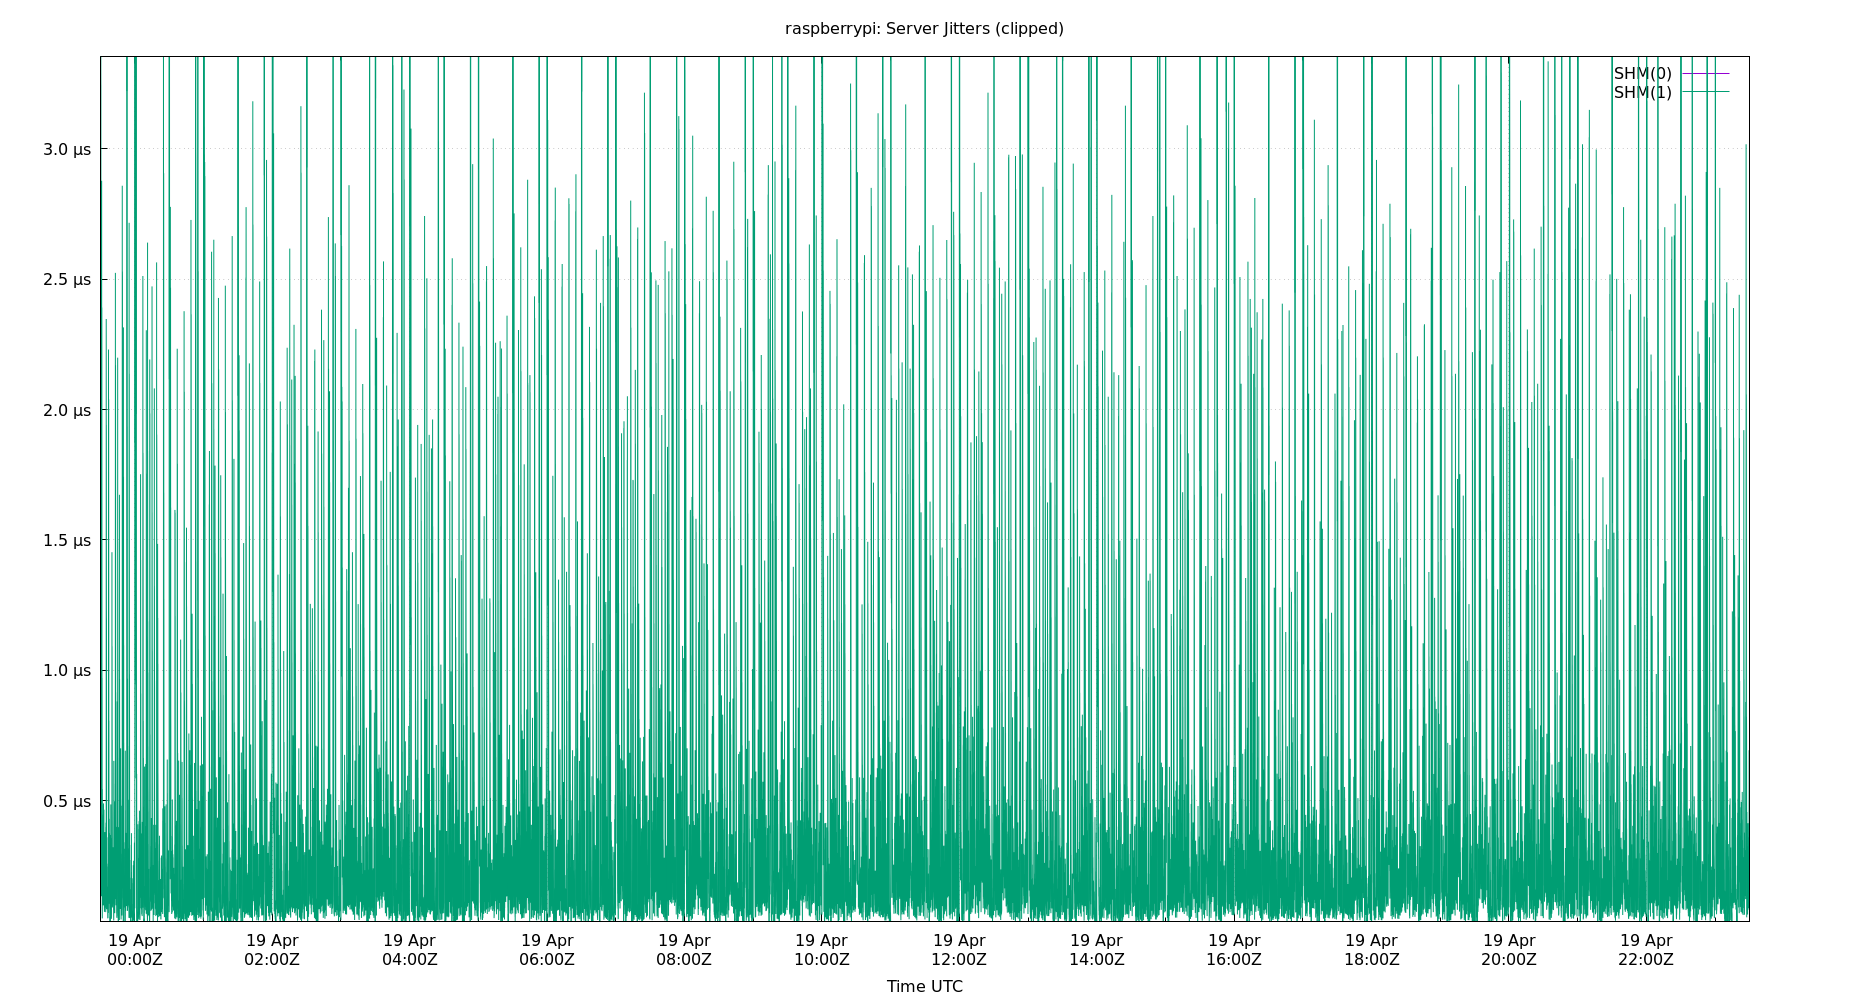 raspberrypi: Server Jitters (clipped)
SHM(0)
SHM(1)
3.0 µs
2.5 µs
2.0 µs
1.5 µs
1.0 µs
0.5 µs
19 Apr 19 Apr 19 Apr 19 Apr 19 Apr 19 Apr 19 Apr 19 Apr 19 Apr 19 Apr 19 Apr 19 Apr
00:00Z 02:00Z 04:00Z 06:00Z 08:00Z 10:00Z 12:00Z 14:00Z 16:00Z 18:00Z 20:00Z 22:00Z
Time UTC